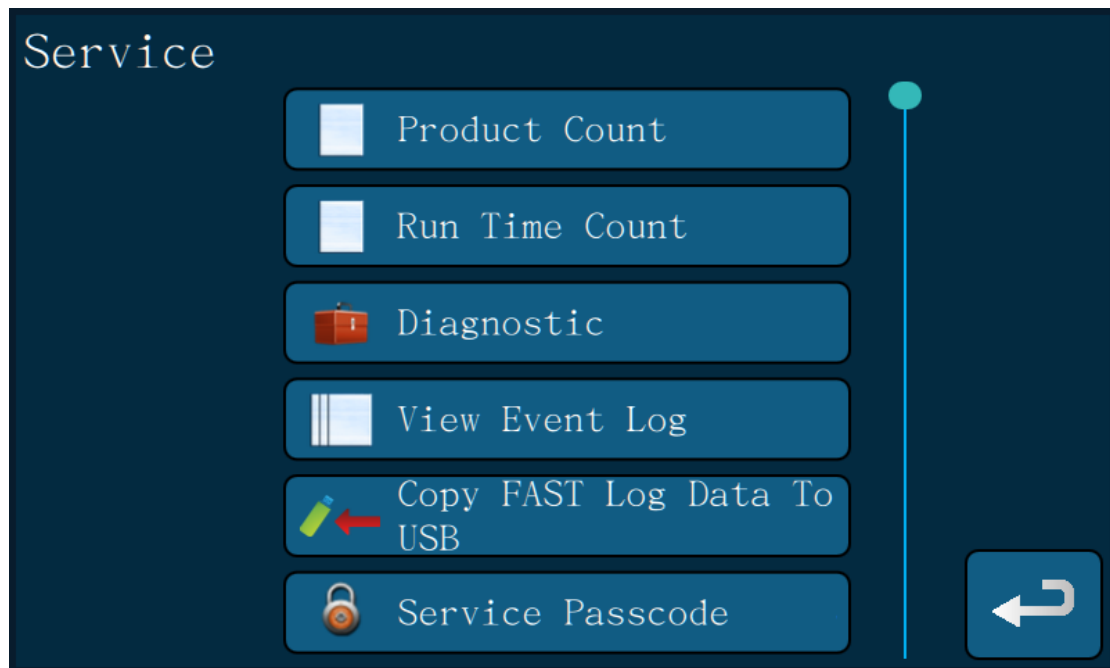 Service
Product Count
Run Time Count
Diagnostic
View Event Log
Copy FAST Log Data To
USB
Service Passcode